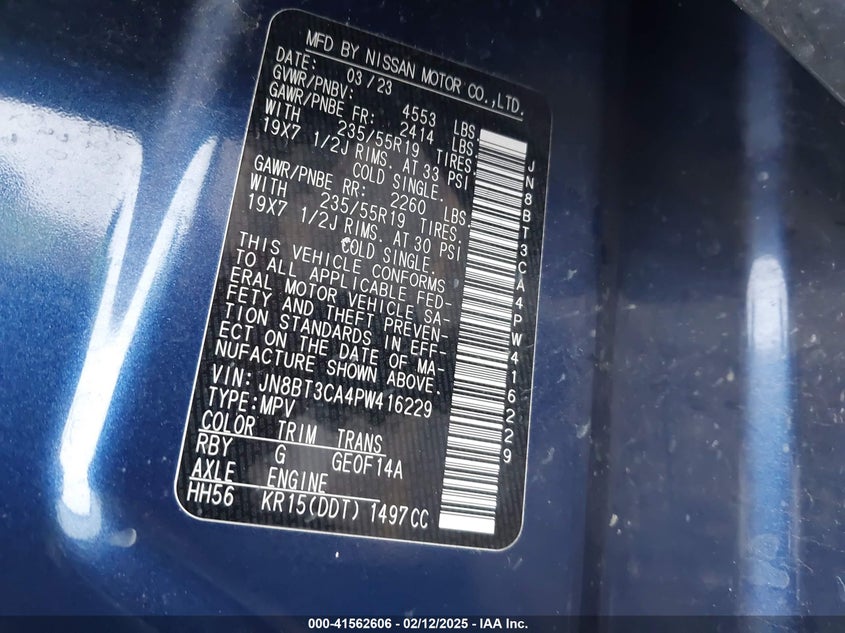 MFD BY NISSAN MOTOR CO.,LTD.
DATE: 03/23
GVWR/PNBV: 4553 LBS
GAWR/PNBE FR: 2414 LBS.
WITH 235/55R19 TIRES.
19X7 1/2J RIMS. AT 33 PSI
COLD SINGLE.
GAWR/PNBE RR: 2260 LBS.
WITH 235/55R19 TIRES.
19X7 1/2J RIMS. AT 30 PSI
COLD SINGLE.
THIS VEHICLE CONFORMS
TO ALL APPLICABLE FED-
ERAL MOTOR VEHICLE SA-
FETY AND THEFT PREVEN-
TION STANDARDS IN EFF-
ECT ON THE DATE OF MA-
NUFACTURE SHOWN ABOVE.
VIN: JN8BT3CA4PW416229
TYPE:MPV
COLOR TRIM TRANS
RBY G GE0F14A
AXLE ENGINE
HH56 KR15(DDT) 1497CC
JN8BT3CA4PW416229
000-41562606 - 02/12/2025 - IAA Inc.